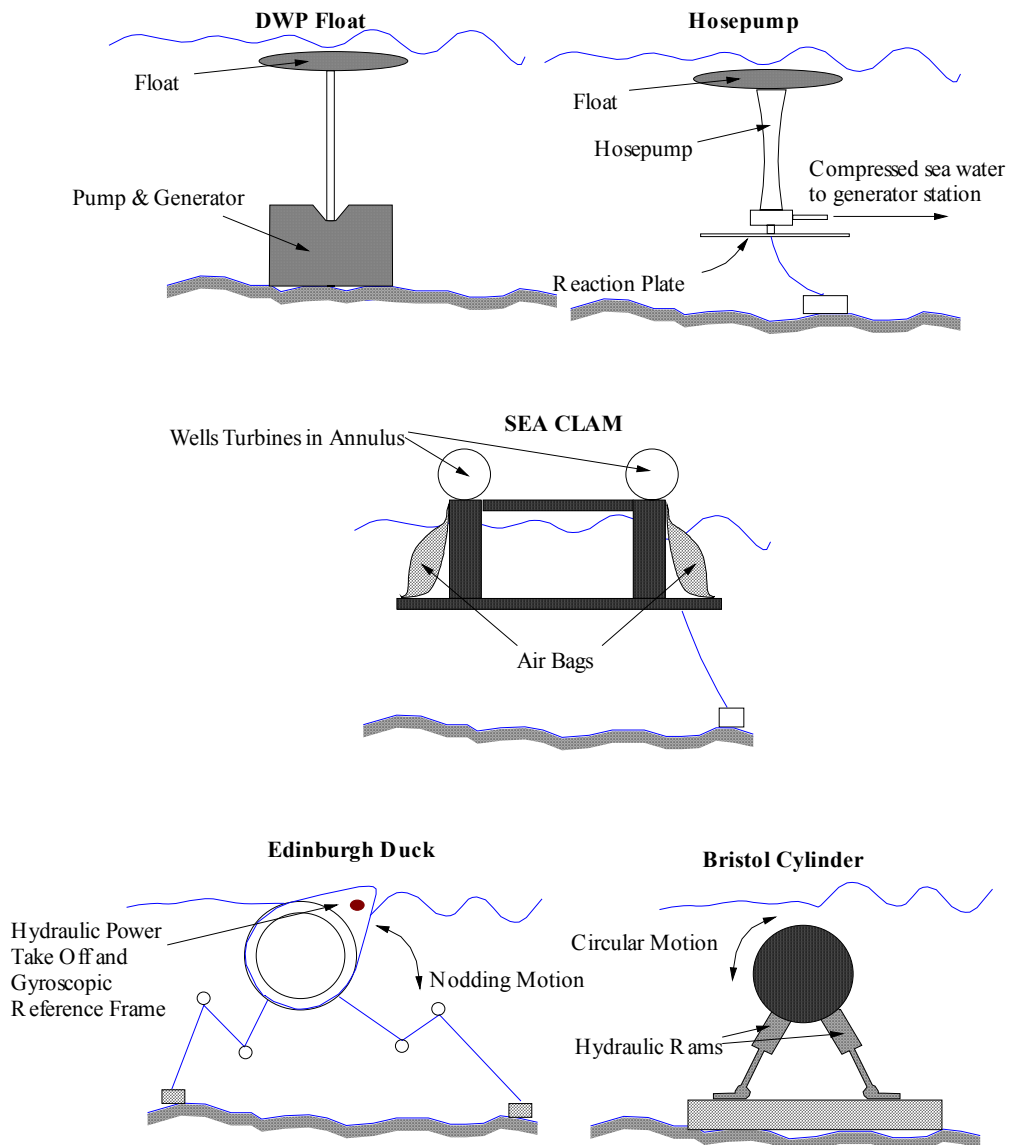 DWP Float
Float
Pump & Generator
Hosepump
Float
Hosepump
Compressed sea water
to generator station
Reaction Plate
SEA CLAM
Wells Turbines in Annulus
Air Bags
Edinburgh Duck
Hydraulic Power
Take Off and
Gyroscopic
Reference Frame
Nodding Motion
Bristol Cylinder
Circular Motion
Hydraulic Rams